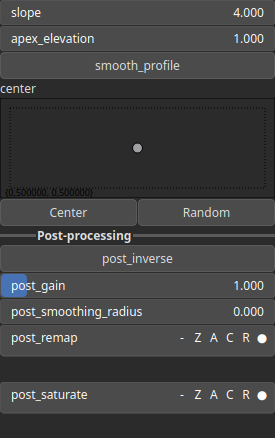 slope 4.000
apex_elevation 1.000
smooth_profile
center
(0.500000, 0.500000)
Center Random
Post-processing
post_inverse
post_gain 1.000
post_smoothing_radius 0.000
post_remap - Z A C R
post_saturate - Z A C R